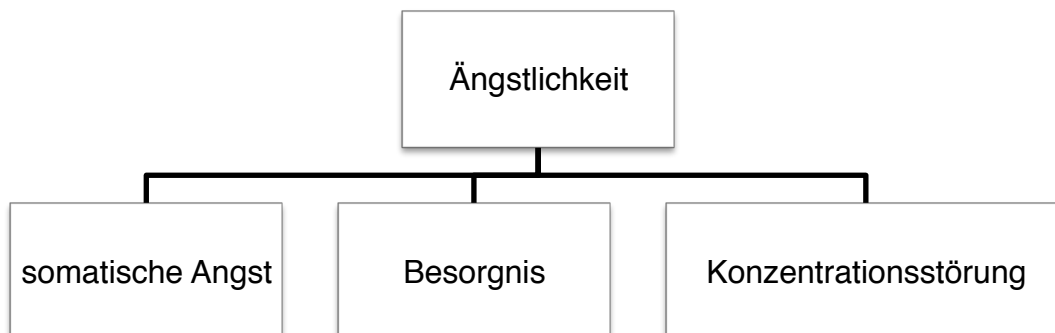 Ängstlichkeit
somatische Angst
Besorgnis
Konzentrationsstörung